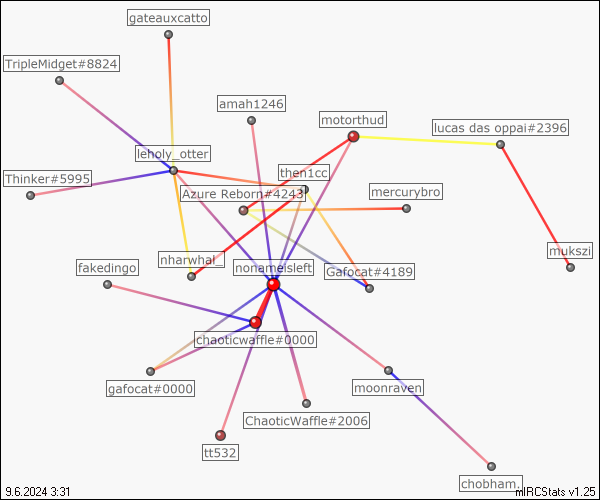 gateauxcatto
TripleMidget#8824
amah1246
motorthud
lucas das oppai#2396
leholy_otter
then1cc
Thinker#5995
Azure Reborn#4243
mercurybro
mukszi
nharwhal_
fakedingo
nonameisleft
Gafocat#4189
chaoticwaffle#0000
gafocat#0000
moonraven
ChaoticWaffle#2006
tt532
chobham.
9.6.2024 3:31
mIRCStats v1.25